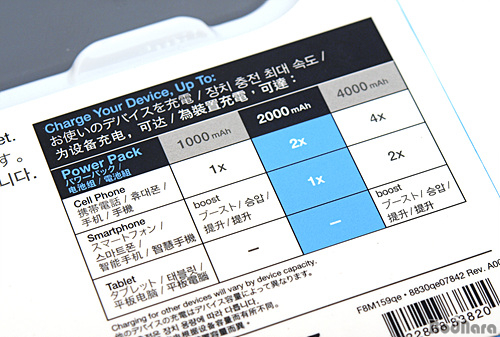 Charge Your Device, Up To:
お使いのデバイスを充電 / 장치 충전 최대 속도 /
为设备充电，可达 / 為裝置充電，可達：
Power Pack
パワーパック /
电池组 / 電池組
1000 mAh
2000 mAh
4000 mAh
Cell Phone
携帯電話 / 휴대폰 /
手机 / 手機
1x
2x
4x
Smartphone
スマートフォン /
스마트폰 /
智能手机 / 智慧手機
boost
ブースト / 승압 /
提升 / 提升
1x
2x
Tablet
タブレット / 태블릿 /
平板电脑 / 平板電腦
–
–
boost
ブースト / 승압 /
提升 / 提升
Charging for other devices will vary by device capacity.
他のデバイスの充電はデバイス容量によって異なります。
et.
す。
니다.
F8M159qe • 8830qe07842 Rev. A00